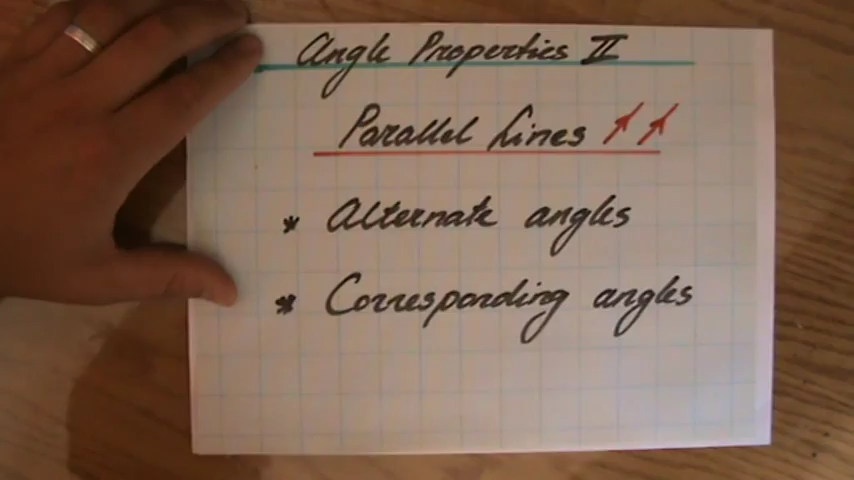 Angle Properties II
Parallel Lines
* Alternate angles
* Corresponding angles